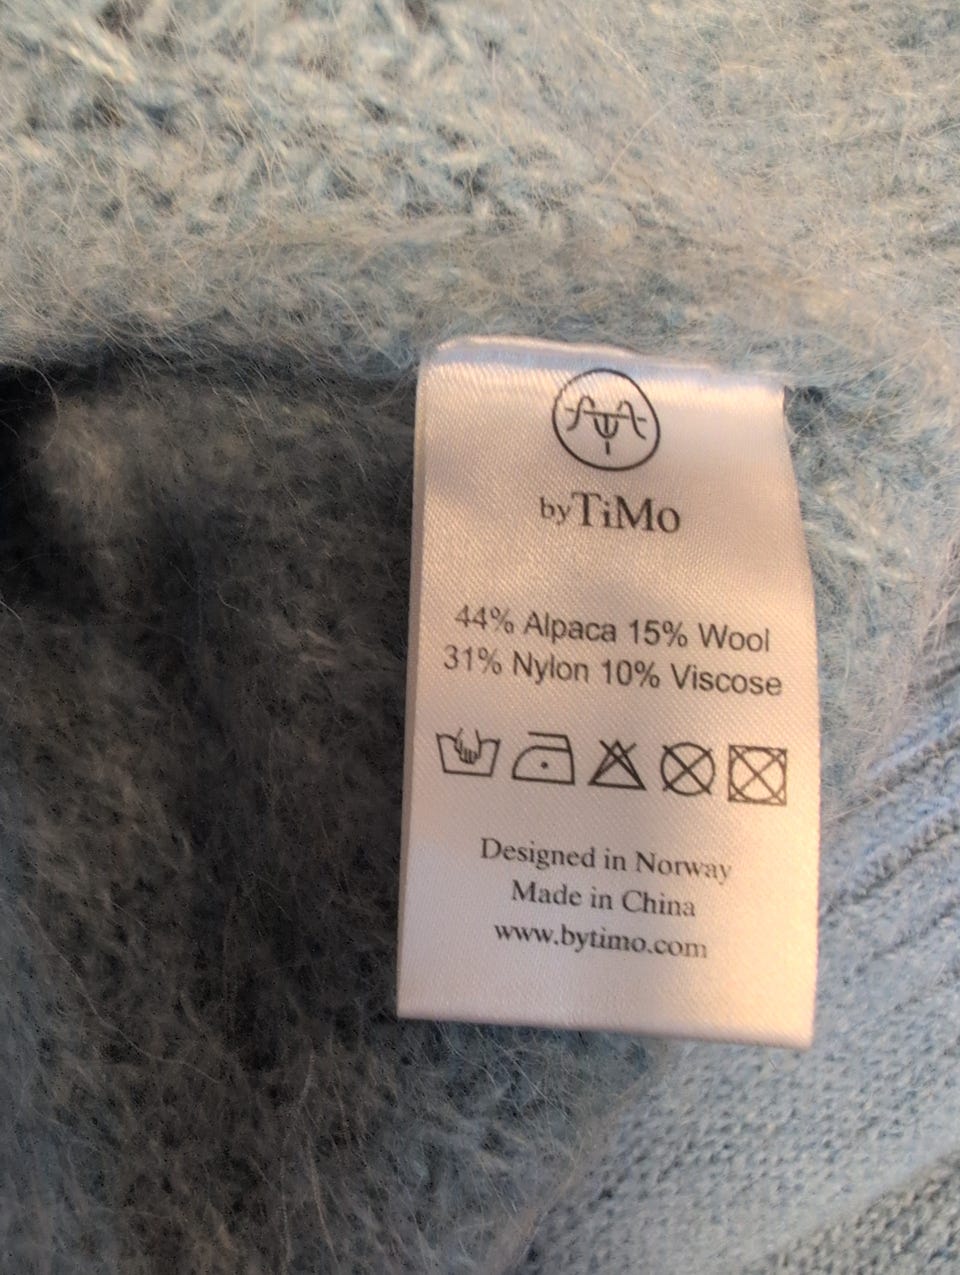 byTiMo
44% Alpaca 15% Wool
31% Nylon 10% Viscose
Designed in Norway
Made in China
www.bytimo.com